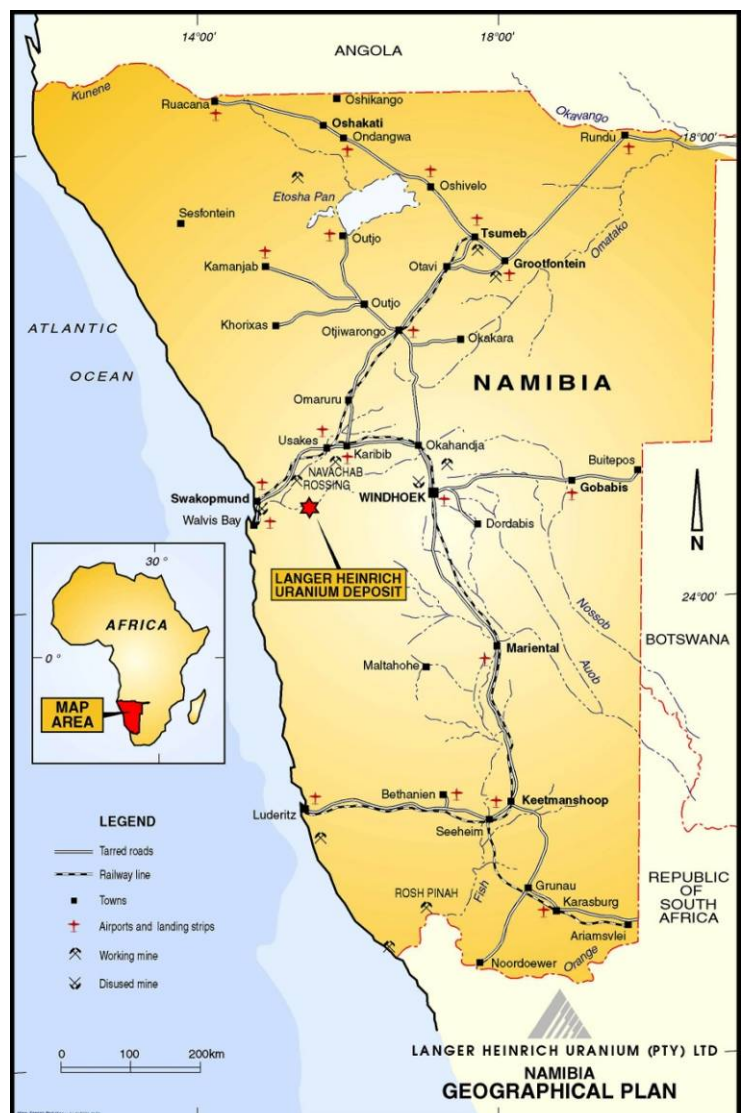 14°00'
18°00'
ANGOLA
Kunene
Ruacana
Oshikango
Oshakati
Ondangwa
Okavango
Rundu
18°00'
Oshivelo
Etosha Pan
Sesfontein
Outjo
Tsumeb
Omatako
Kamanjab
Otavi
Grootfontein
Outjo
Khorixas
Otjiwarongo
Okakara
ATLANTIC
OCEAN
NAMIBIA
Omaruru
Usakes
Karibib
Okahandja
NAVACHAB
ROSSING
Buitepos
Gobabis
Swakopmund
WINDHOEK
Walvis Bay
Dordabis
N
LANGER HEINRICH
URANIUM DEPOSIT
30°
AFRICA
0°
MAP
AREA
24°00'
Nossob
BOTSWANA
Auob
Mariental
Maltahohe
Bethanien
Keetmanshoop
Luderitz
Seeheim
LEGEND
Tarred roads
Railway line
Towns
Airports and landing strips
Working mine
Disused mine
0 100 200km
ROSH PINAH
Fish
Grunau
Karasburg
Ariamsvlei
REPUBLIC
OF
SOUTH
AFRICA
Noordoewer
Orange
LANGER HEINRICH URANIUM (PTY) LTD
NAMIBIA
GEOGRAPHICAL PLAN